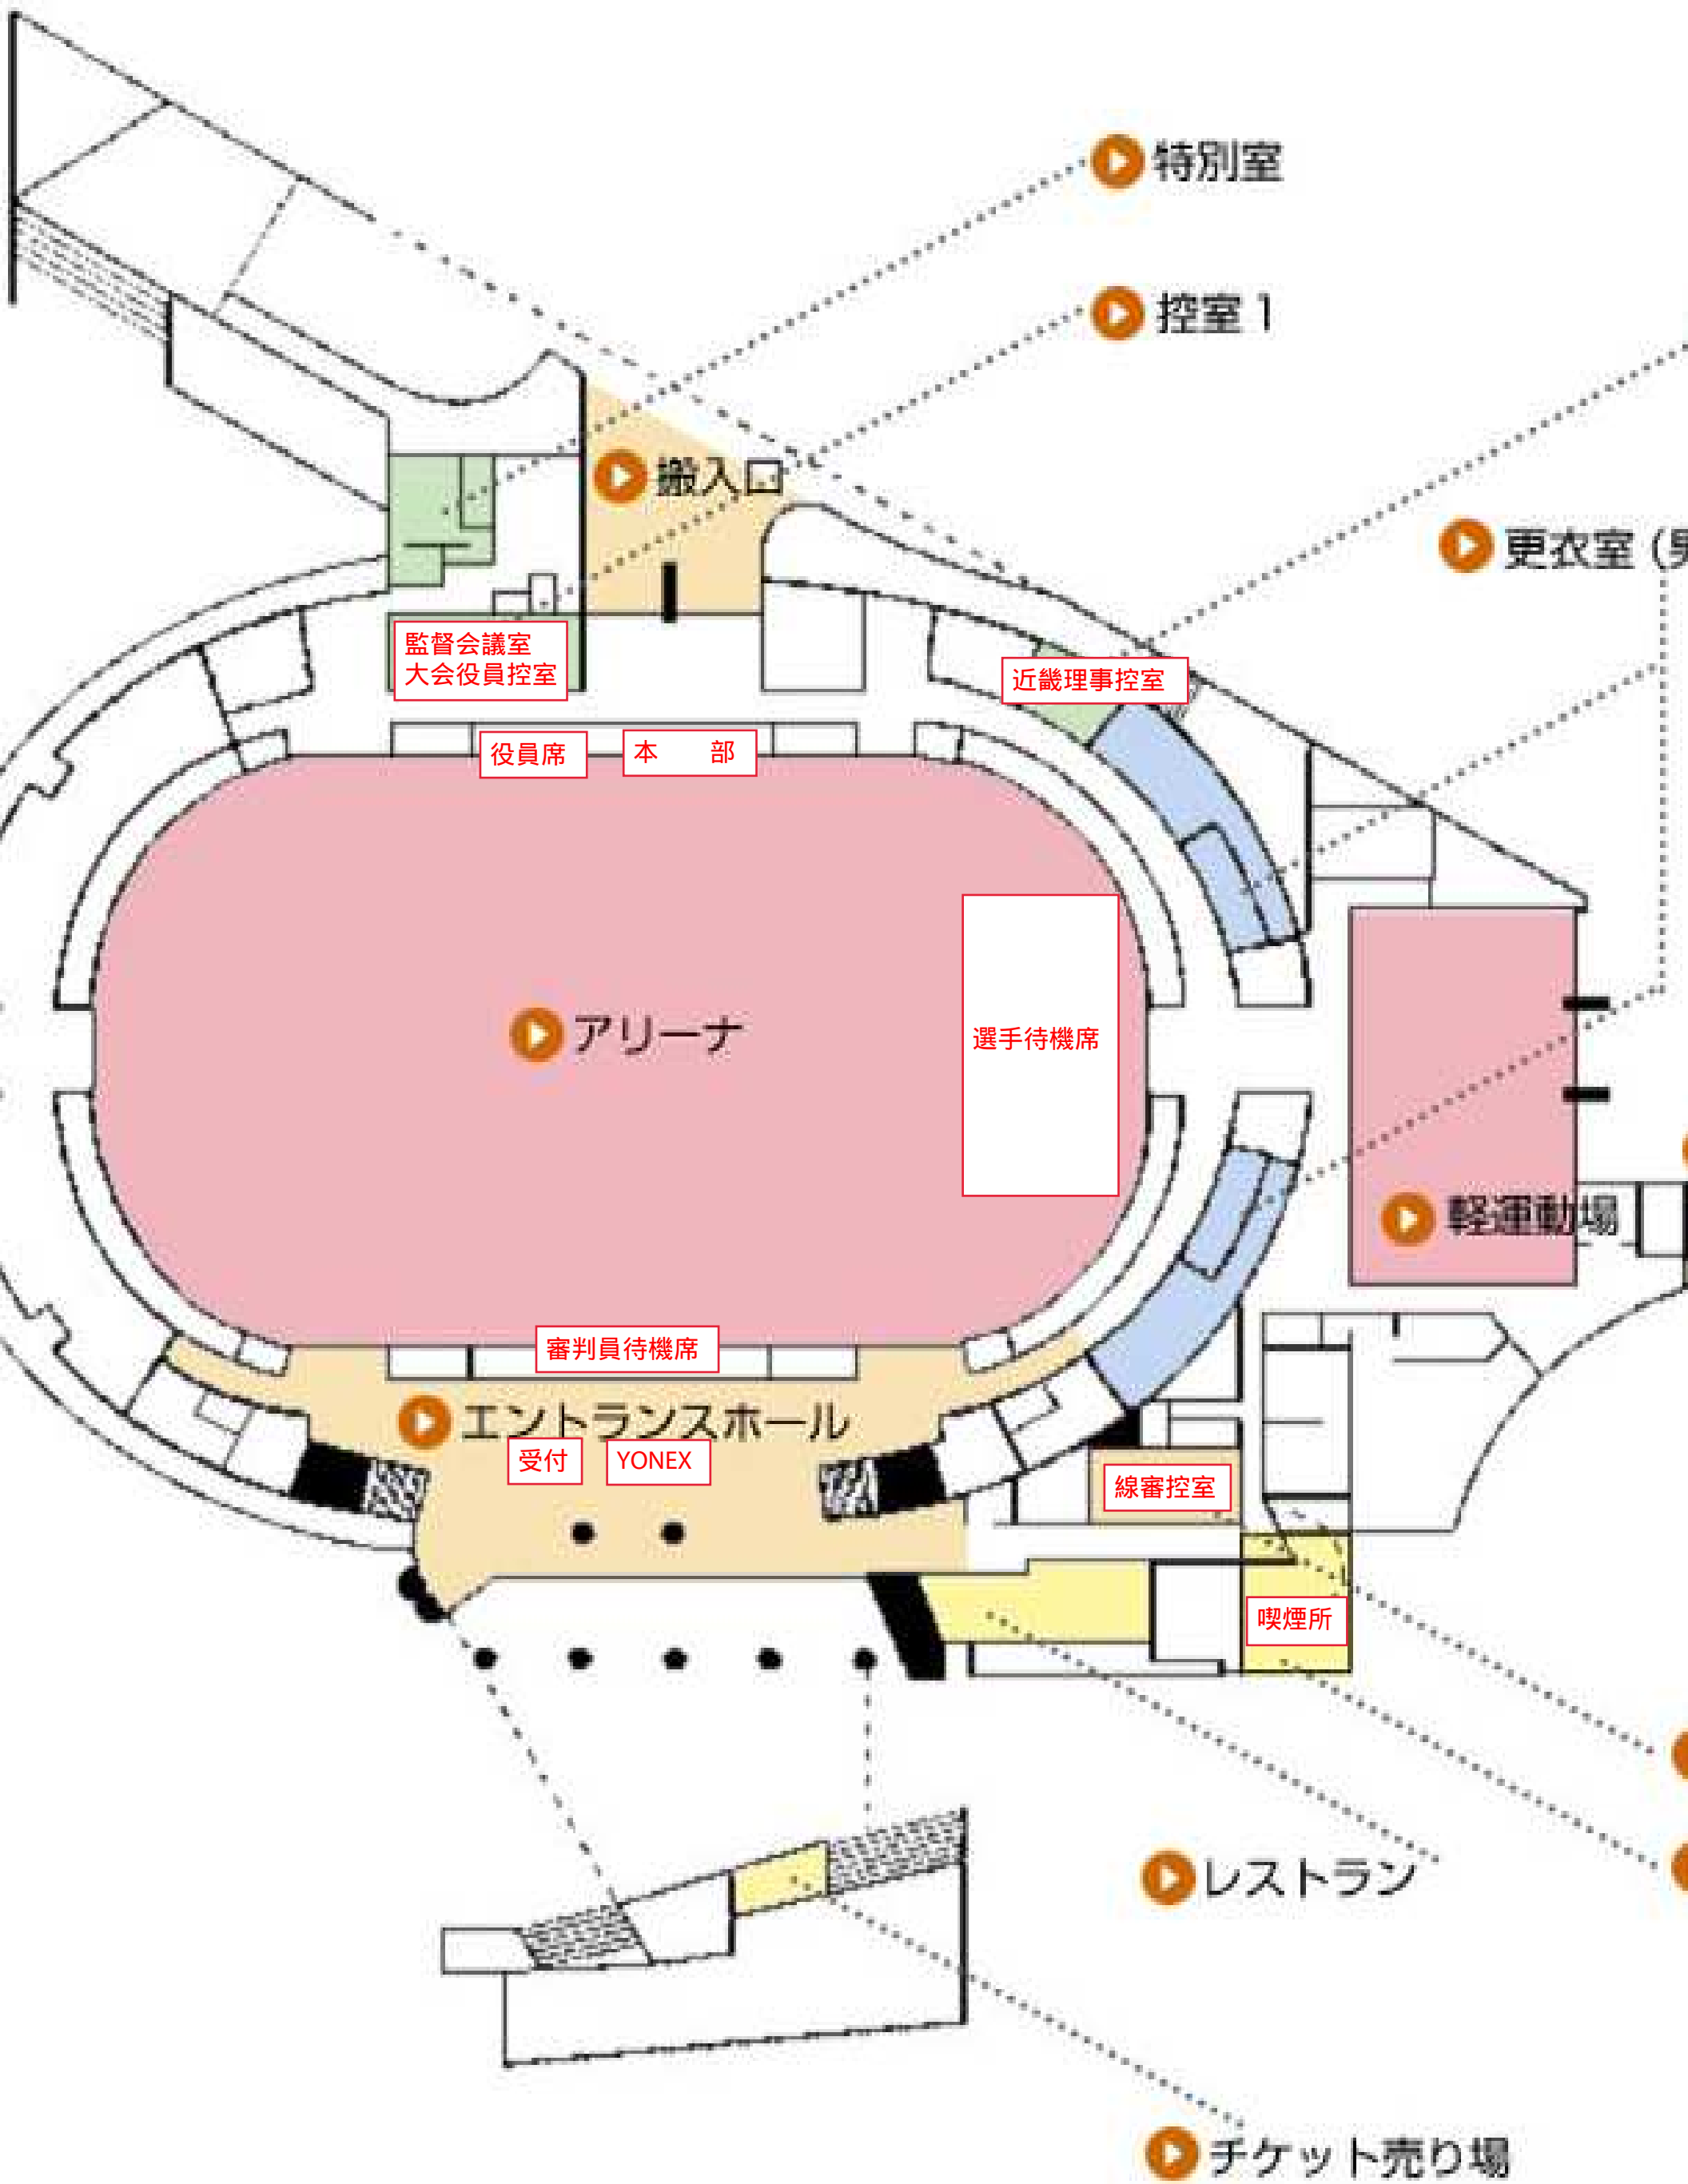 特別室
控室1
搬入口
更衣室(男
監督会議室
大会役員控室
近畿理事控室
役員席
本　　部
アリーナ
選手待機席
軽運動場
審判員待機席
エントランスホール
受付
YONEX
線審控室
喫煙所
レストラン
チケット売り場